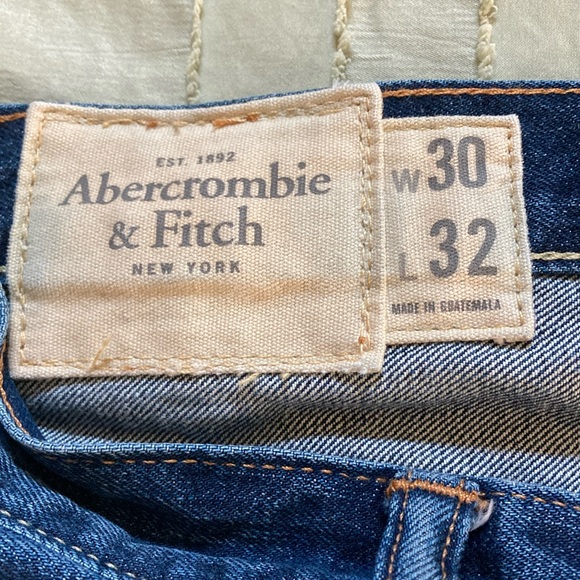 EST. 1892
Abercrombie
& Fitch
NEW YORK
W 30
L 32
MADE IN GUATEMALA